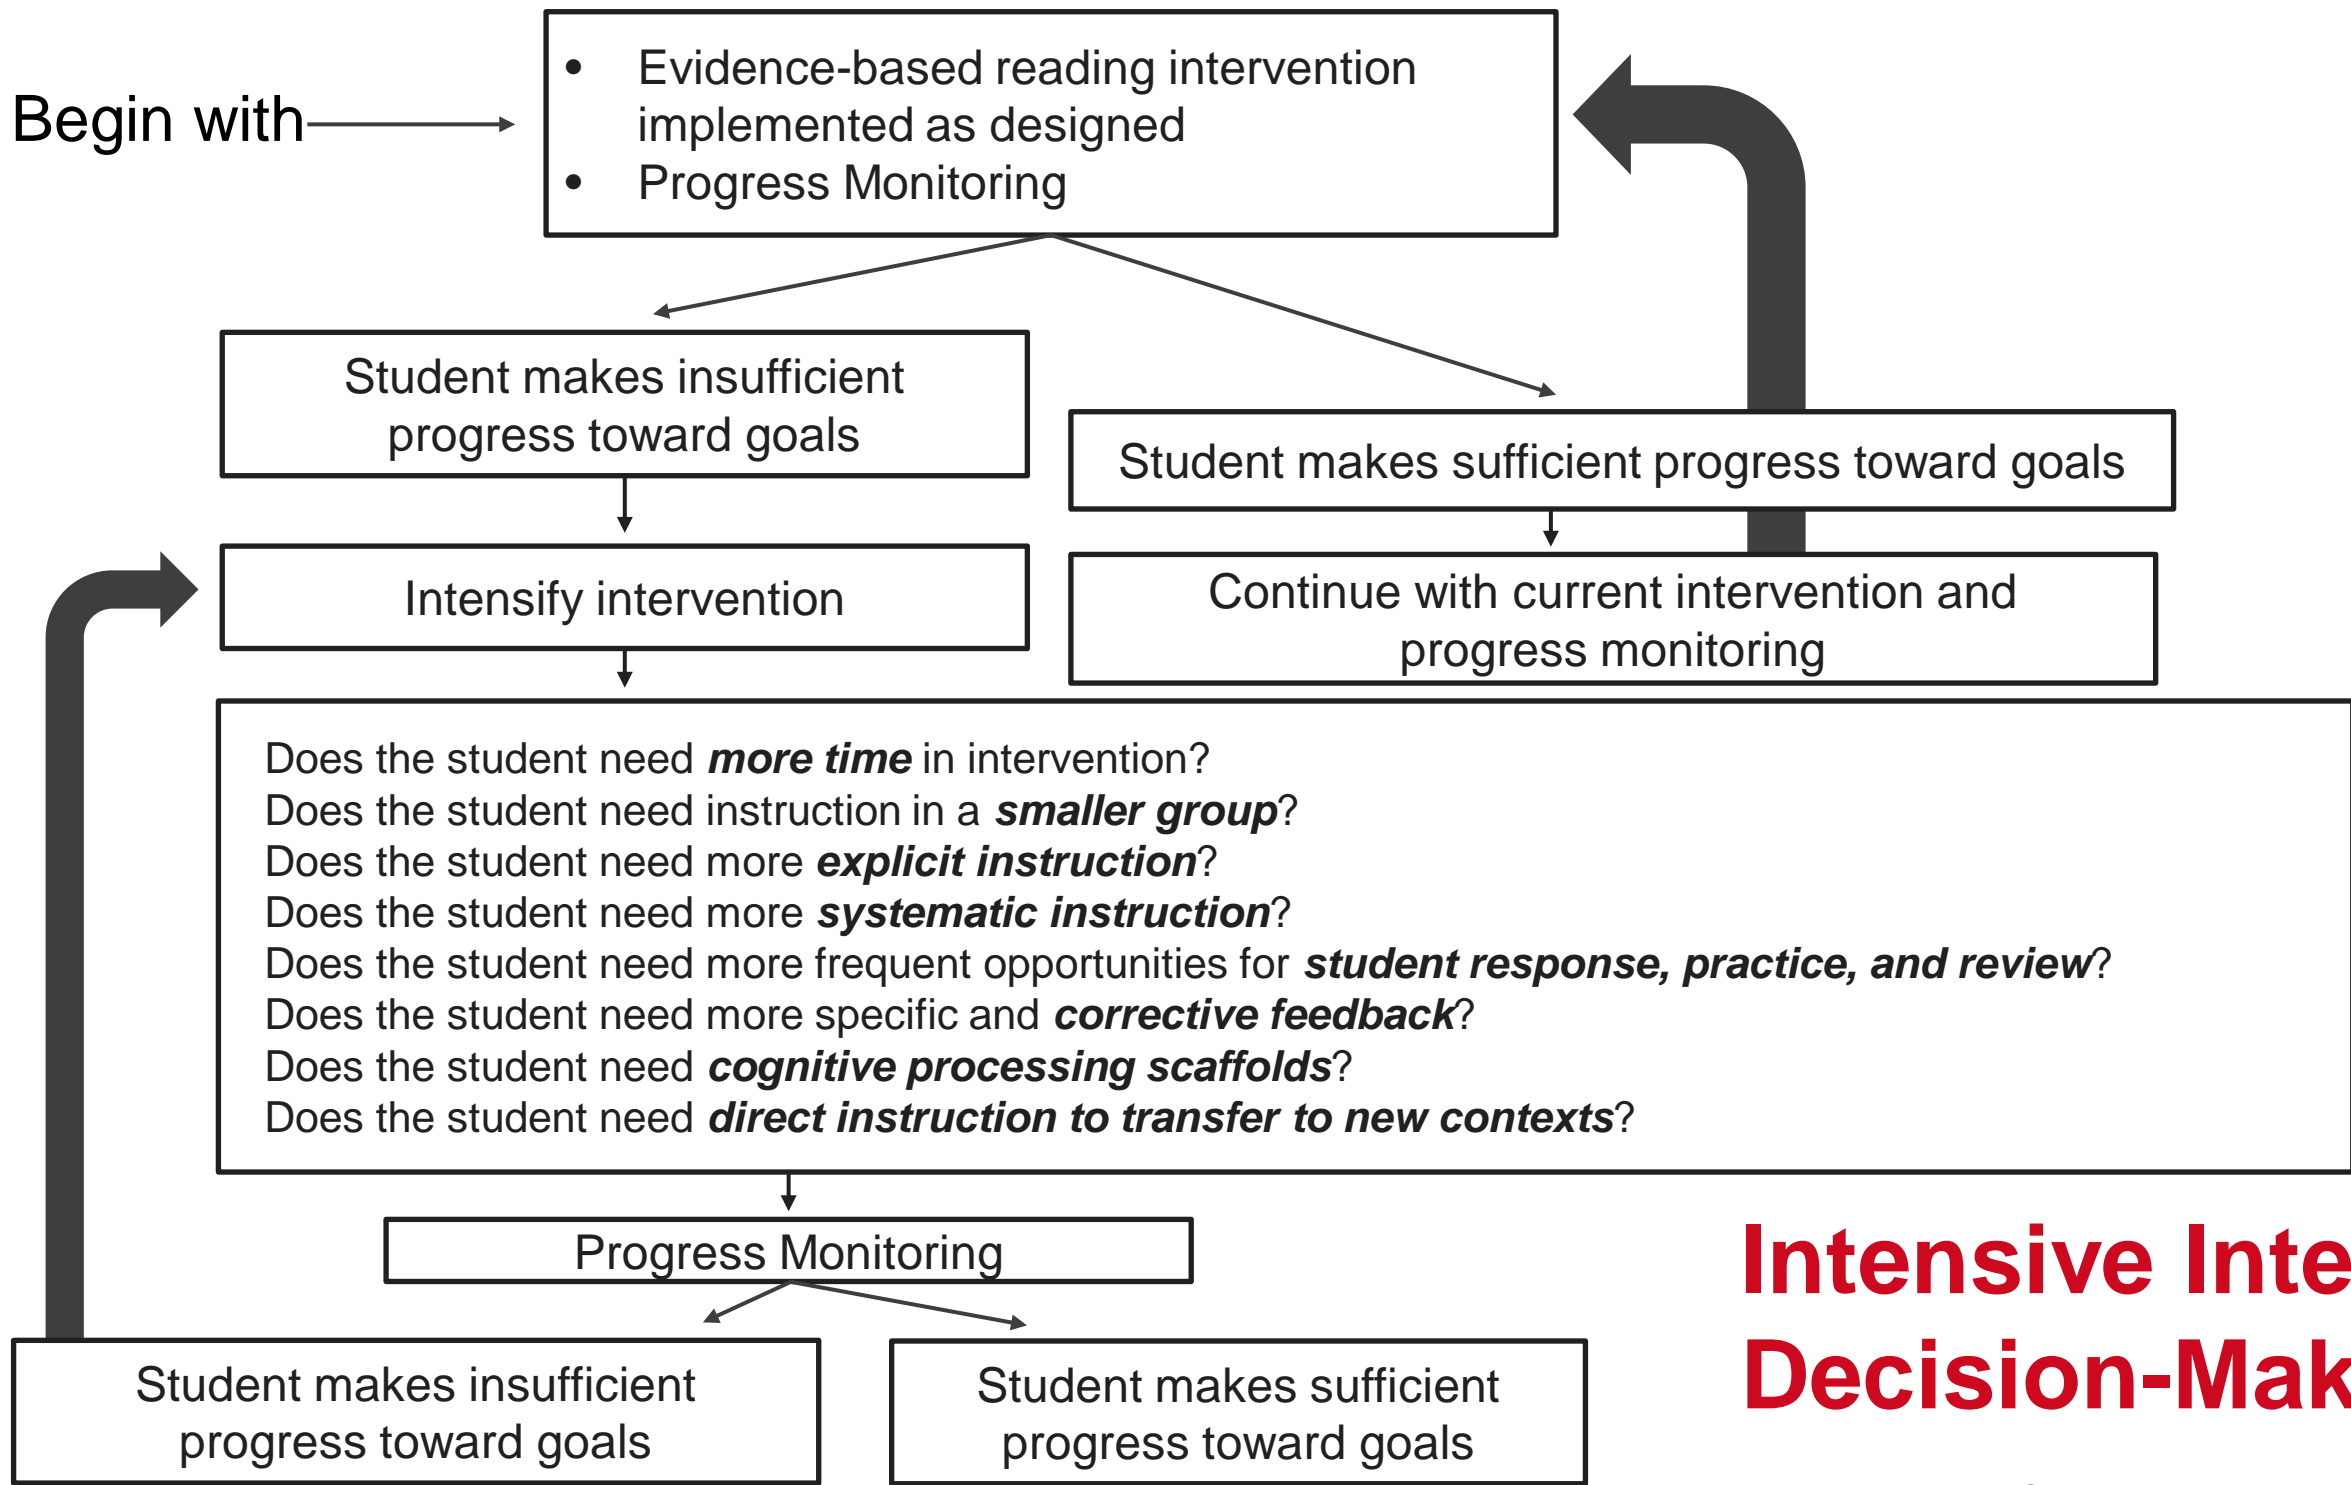 Begin with
• Evidence-based reading intervention
implemented as designed
• Progress Monitoring
Student makes insufficient
progress toward goals
Student makes sufficient progress toward goals
Intensify intervention
Continue with current intervention and
progress monitoring
Does the student need more time in intervention?
Does the student need instruction in a smaller group?
Does the student need more explicit instruction?
Does the student need more systematic instruction?
Does the student need more frequent opportunities for student response, practice, and review?
Does the student need more specific and corrective feedback?
Does the student need cognitive processing scaffolds?
Does the student need direct instruction to transfer to new contexts?
Progress Monitoring
Student makes insufficient
progress toward goals
Student makes sufficient
progress toward goals
Intensive Inte
Decision-Mak